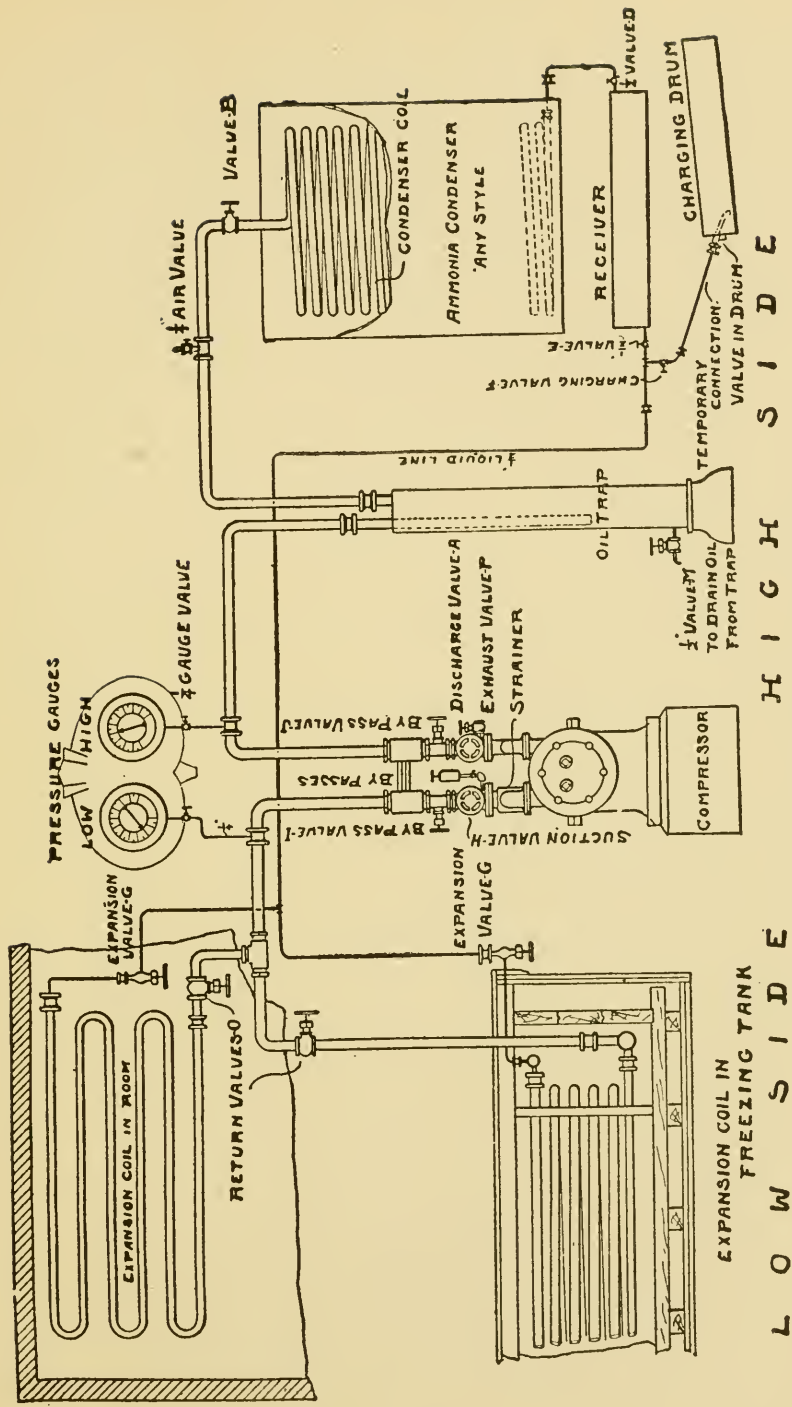 PRESSURE GAUGES
LOW HIGH
¼ GAUGE VALVE
¼
¼ AIR VALVE
VALVE-B
CONDENSER COIL
AMMONIA CONDENSER
ANY STYLE
½ VALVE-D
RECEIVER
½ VALVE-E
CHARGING VALVE-F
CHARGING DRUM
TEMPORARY
CONNECTION
VALVE IN DRUM
½ LIQUID LINE
OIL TRAP
½" VALVE-M
TO DRAIN OIL
FROM TRAP
BY PASS VALVE-J
BY PASSES
BY PASS VALVE-I
DISCHARGE VALVE-A
EXHAUST VALVE-P
STRAINER
SUCTION VALVE-H
COMPRESSOR
EXPANSION
VALVE-G
EXPANSION COIL IN ROOM
RETURN VALVES-O
EXPANSION
VALVE-G
EXPANSION COIL IN
FREEZING TANK
LOW SIDE
HIGH SIDE